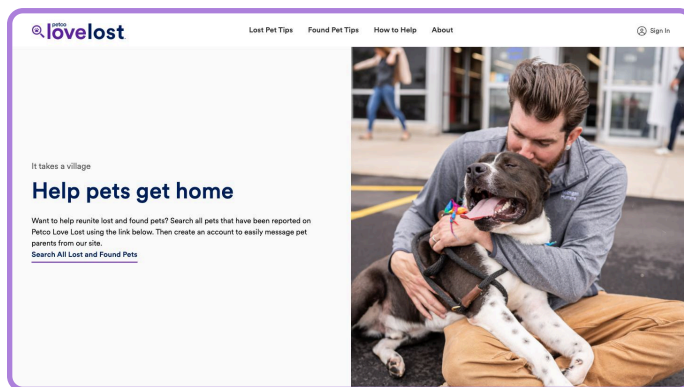 petco
lovelost
Lost Pet Tips
Found Pet Tips
How to Help
About
Sign In
It takes a village
Help pets get home
Want to help reunite lost and found pets? Search all pets that have been reported on
Petco Love Lost using the link below. Then create an account to easily message pet
parents from our site.
Search All Lost and Found Pets